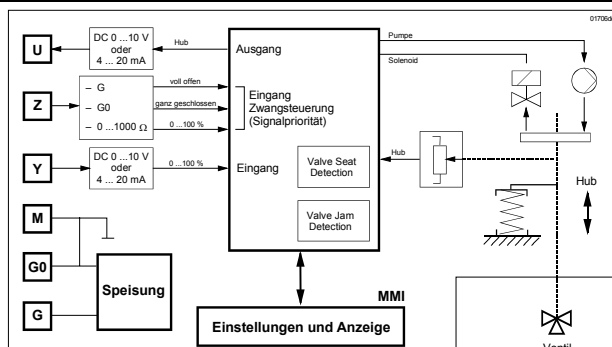 01706de
U
DC 0 ...10 V
oder
4 ... 20 mA
Hub
Ausgang
Pumpe
Solenoid
Z
– G
– G0
– 0 ...1000 Ω
voll offen
ganz geschlossen
0 ...100 %
Eingang
Zwangsteuerung
(Signalpriorität)
Y
DC 0 ...10 V
oder
4 ... 20 mA
0 ...100 %
Eingang
Valve Seat
Detection
Valve Jam
Detection
Hub
Hub
M
G0
G
Speisung
MMI
Einstellungen und Anzeige
Ventil